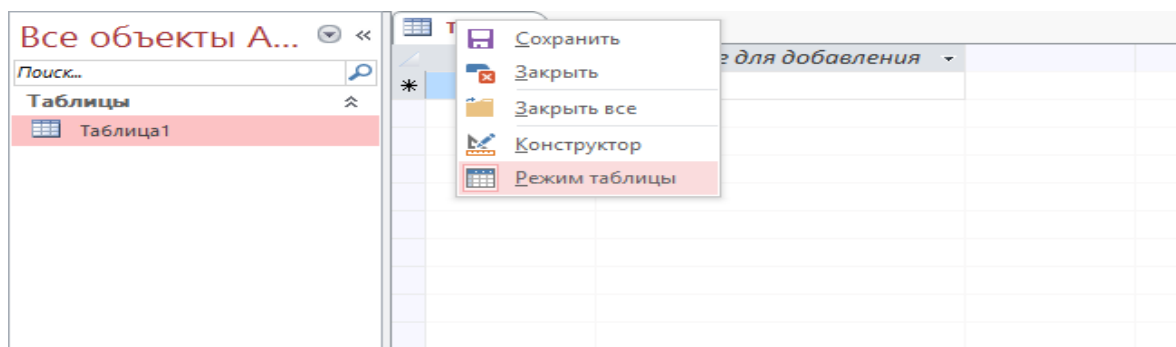 Все объекты A... «
Поиск...
Таблицы
Таблица1
Сохранить
Закрыть
Закрыть все
Конструктор
Режим таблицы
для добавления